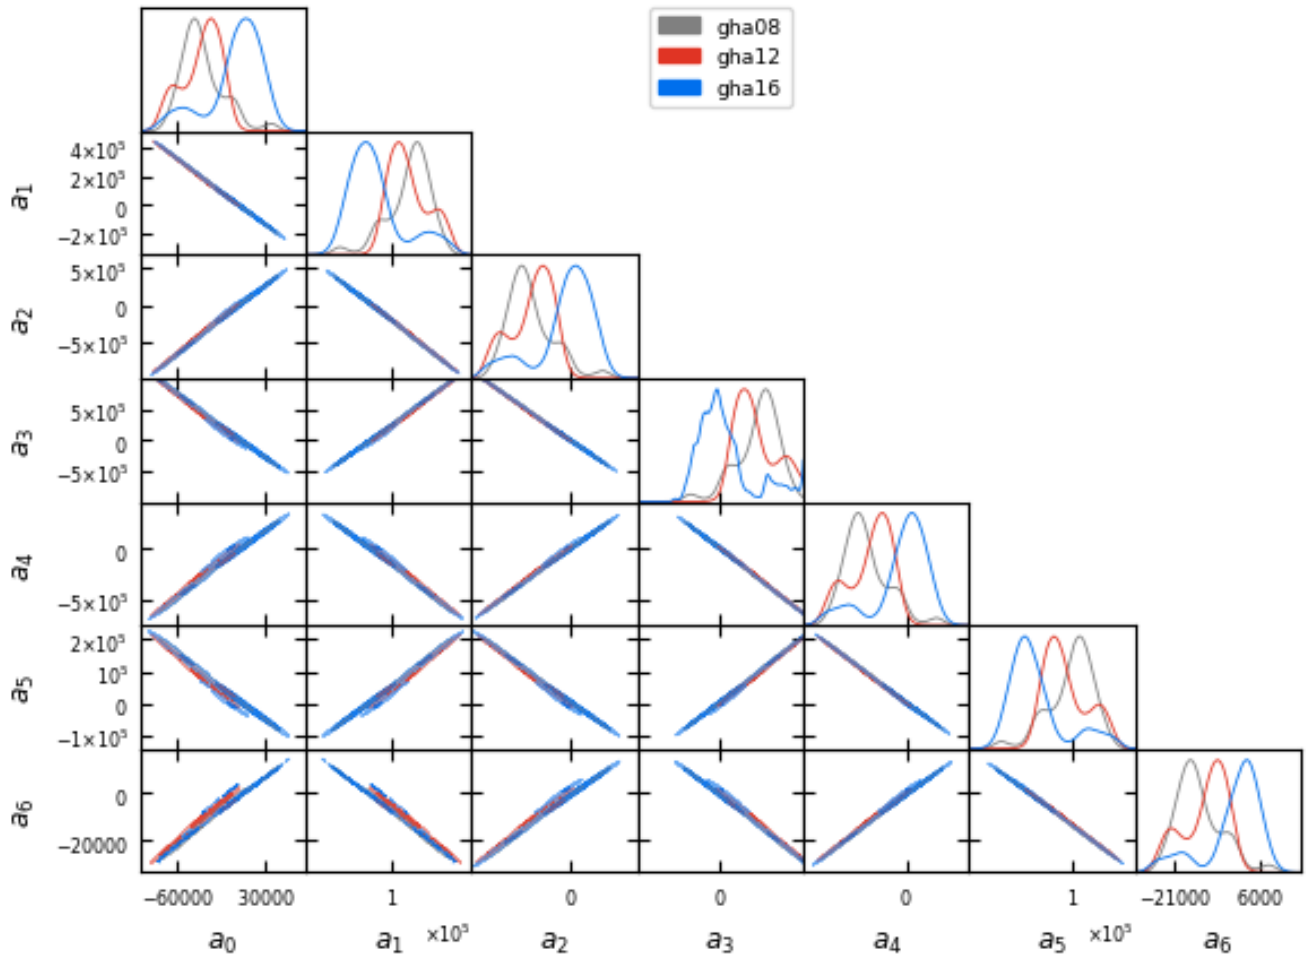 gha08
gha12
gha16
4×10⁵
2×10⁵
0
−2×10⁵
a₁
5×10⁵
0
−5×10⁵
a₂
5×10⁵
0
−5×10⁵
a₃
0
−5×10⁵
a₄
2×10⁵
1×10⁵
0
−1×10⁵
a₅
0
−20000
a₆
−60000 30000 1 0 0 0 1 −21000 6000
a₀ a₁ ×10⁵ a₂ a₃ a₄ a₅ ×10⁵ a₆